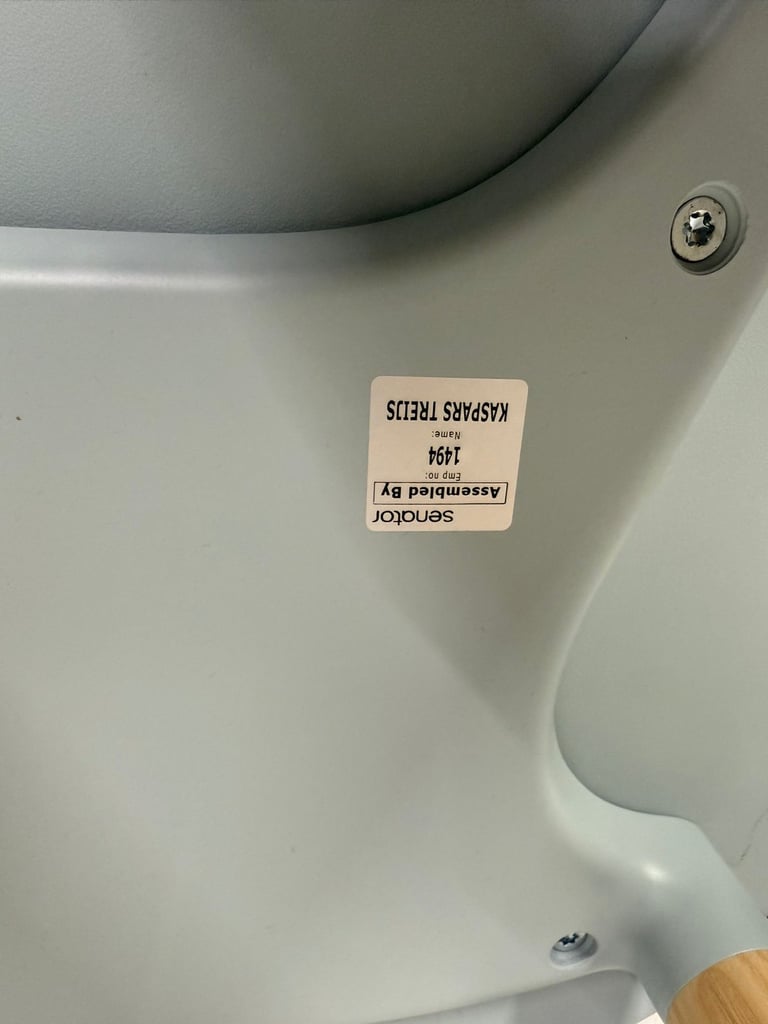 senator
Assembled By
Emp no:
1494
Name:
KASPARS TREIJS